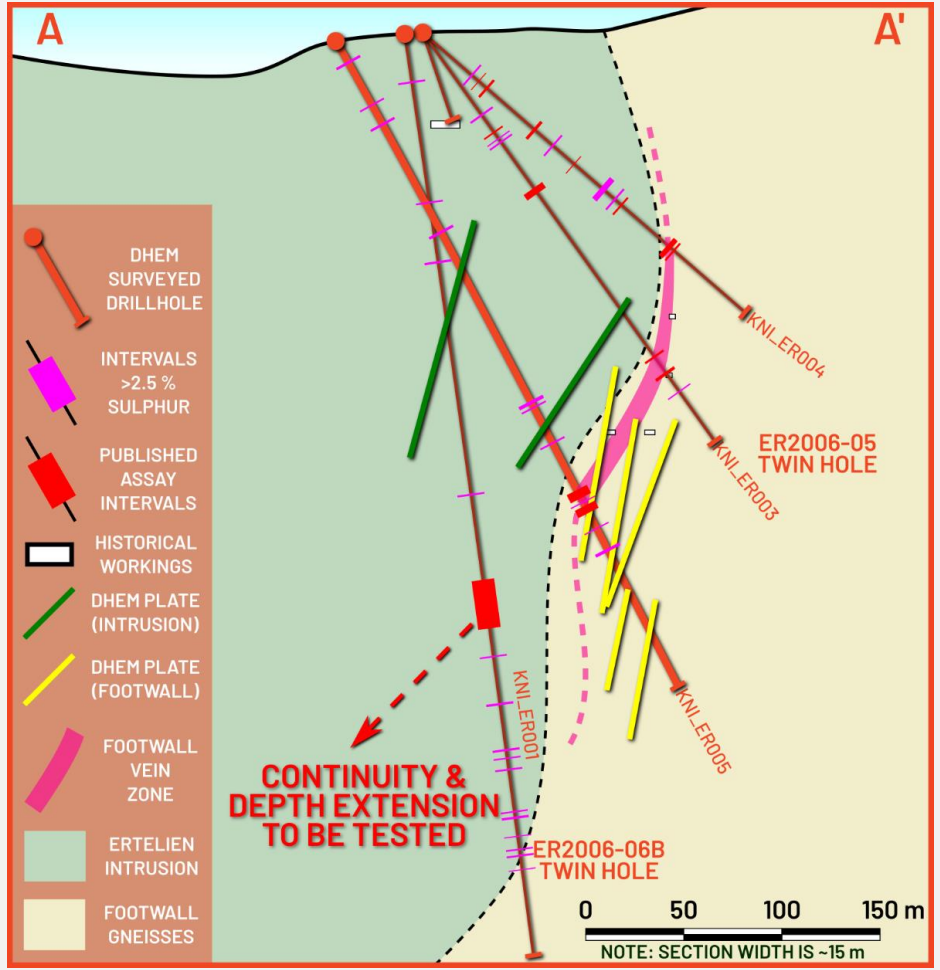 A
A'
DHEM
SURVEYED
DRILLHOLE
INTERVALS
>2.5 %
SULPHUR
PUBLISHED
ASSAY
INTERVALS
HISTORICAL
WORKINGS
DHEM PLATE
(INTRUSION)
DHEM PLATE
(FOOTWALL)
FOOTWALL
VEIN
ZONE
ERTELIEN
INTRUSION
FOOTWALL
GNEISSES
KNI_ER004
ER2006-05
TWIN HOLE
KNI_ER003
KNI_ER005
KNI_ER001
CONTINUITY &
DEPTH EXTENSION
TO BE TESTED
ER2006-06B
TWIN HOLE
0 50 100 150 m
NOTE: SECTION WIDTH IS ~15 m